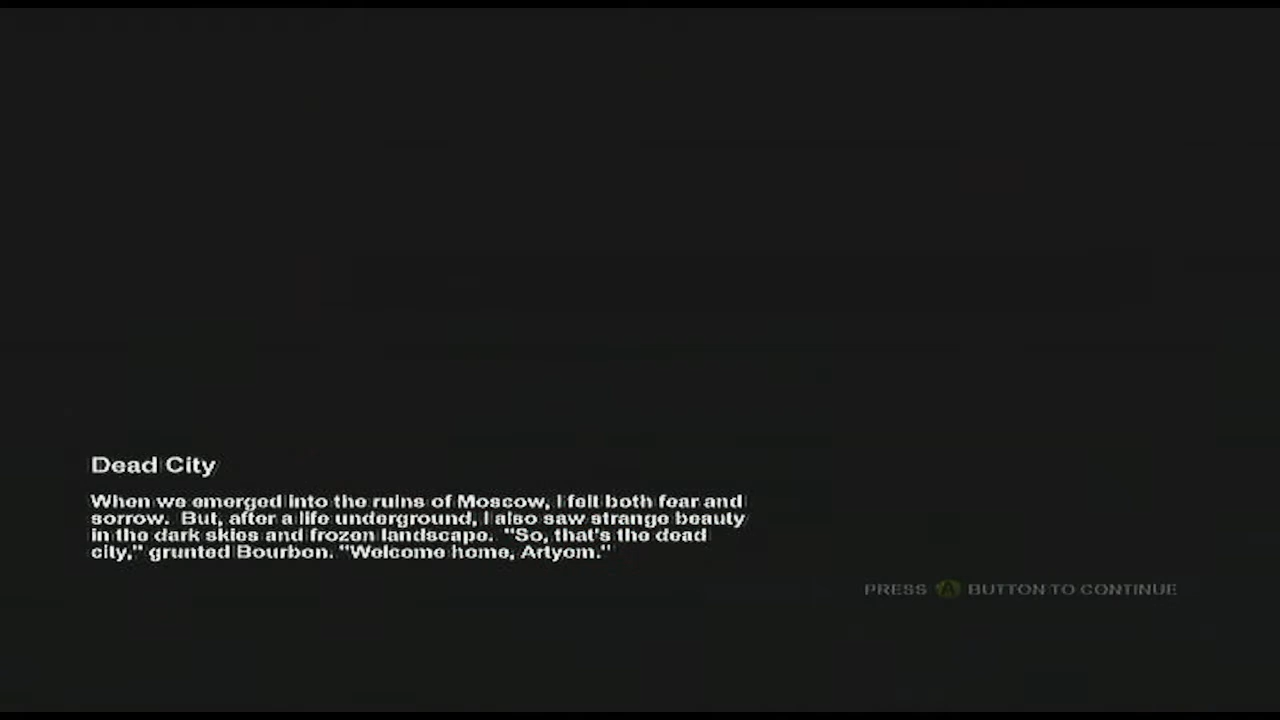 Dead City
When we emerged into the ruins of Moscow, I felt both fear and
sorrow.  But, after a life underground, I also saw strange beauty
in the dark skies and frozen landscape.  "So, that's the dead
city," grunted Bourbon. "Welcome home, Artyom."
PRESS A BUTTON TO CONTINUE